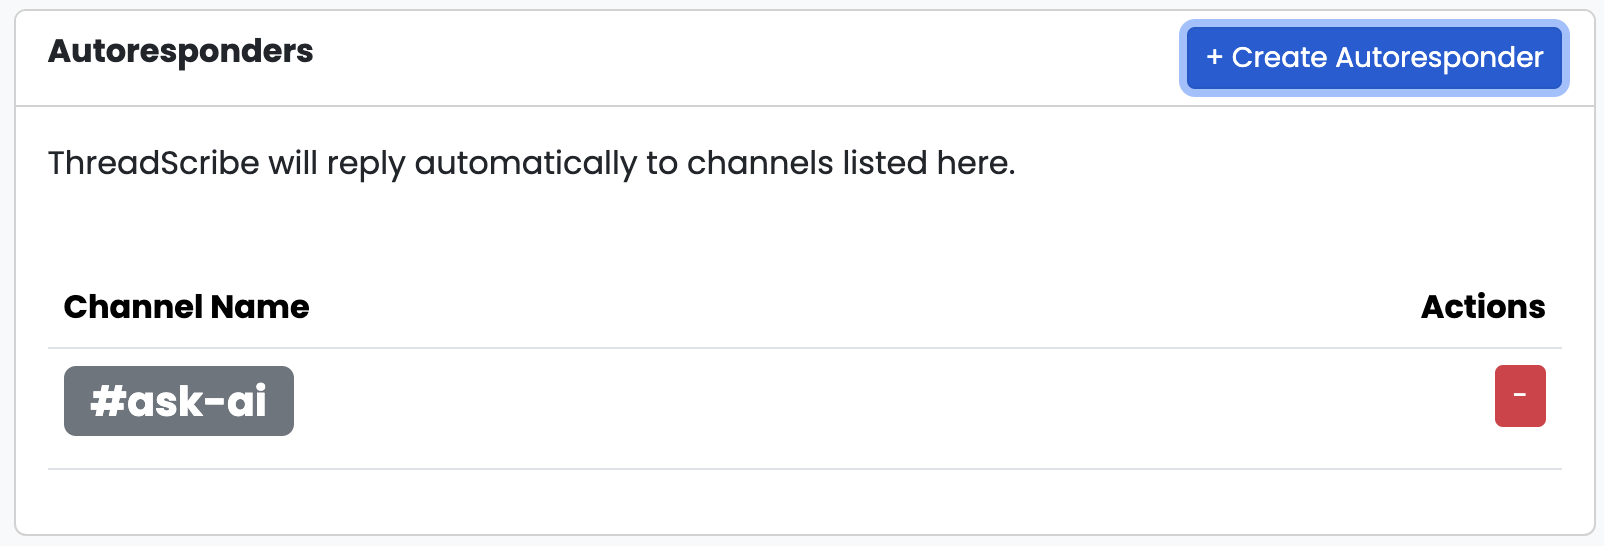 Autoresponders
+ Create Autoresponder
ThreadScribe will reply automatically to channels listed here.
Channel Name
Actions
#ask-ai
-